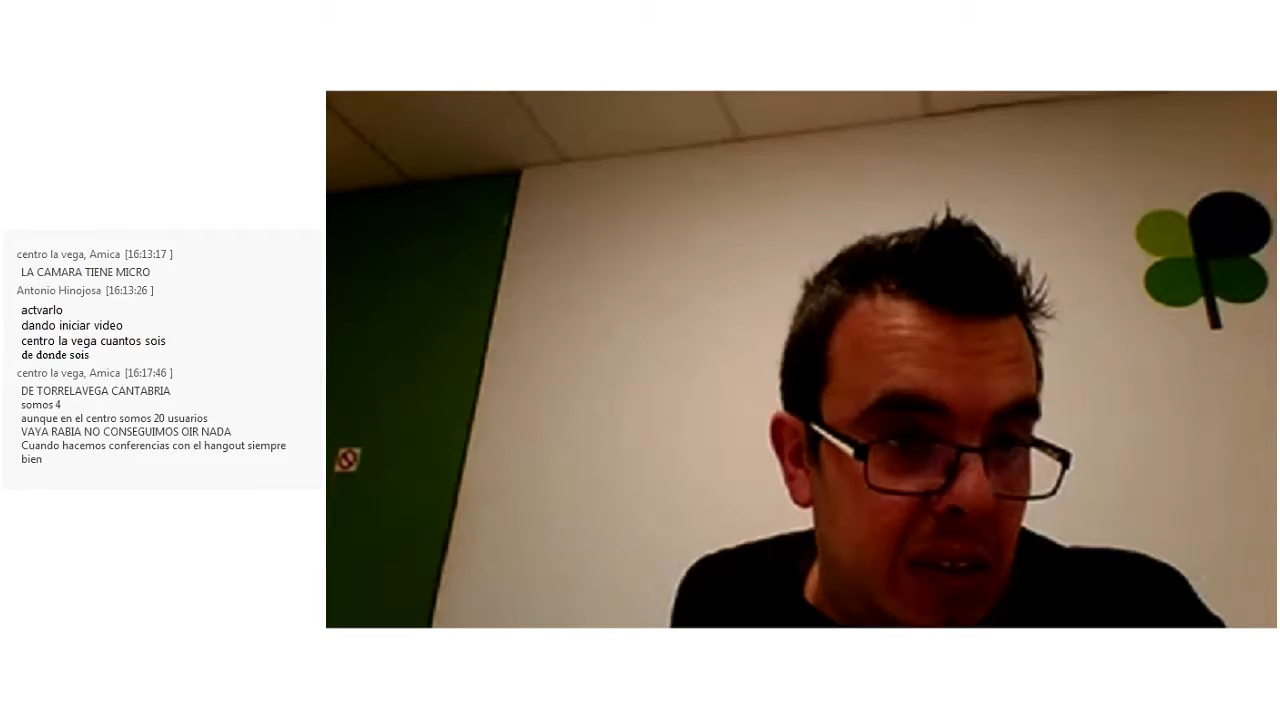 centro la vega, Amica [16:13:17 ]
LA CAMARA TIENE MICRO
Antonio Hinojosa [16:13:26 ]
actvarlo
dando iniciar video
centro la vega cuantos sois
de donde sois
centro la vega, Amica [16:17:46 ]
DE TORRELAVEGA CANTABRIA
somos 4
aunque en el centro somos 20 usuarios
VAYA RABIA NO CONSEGUIMOS OIR NADA
Cuando hacemos conferencias con el hangout siempre
bien